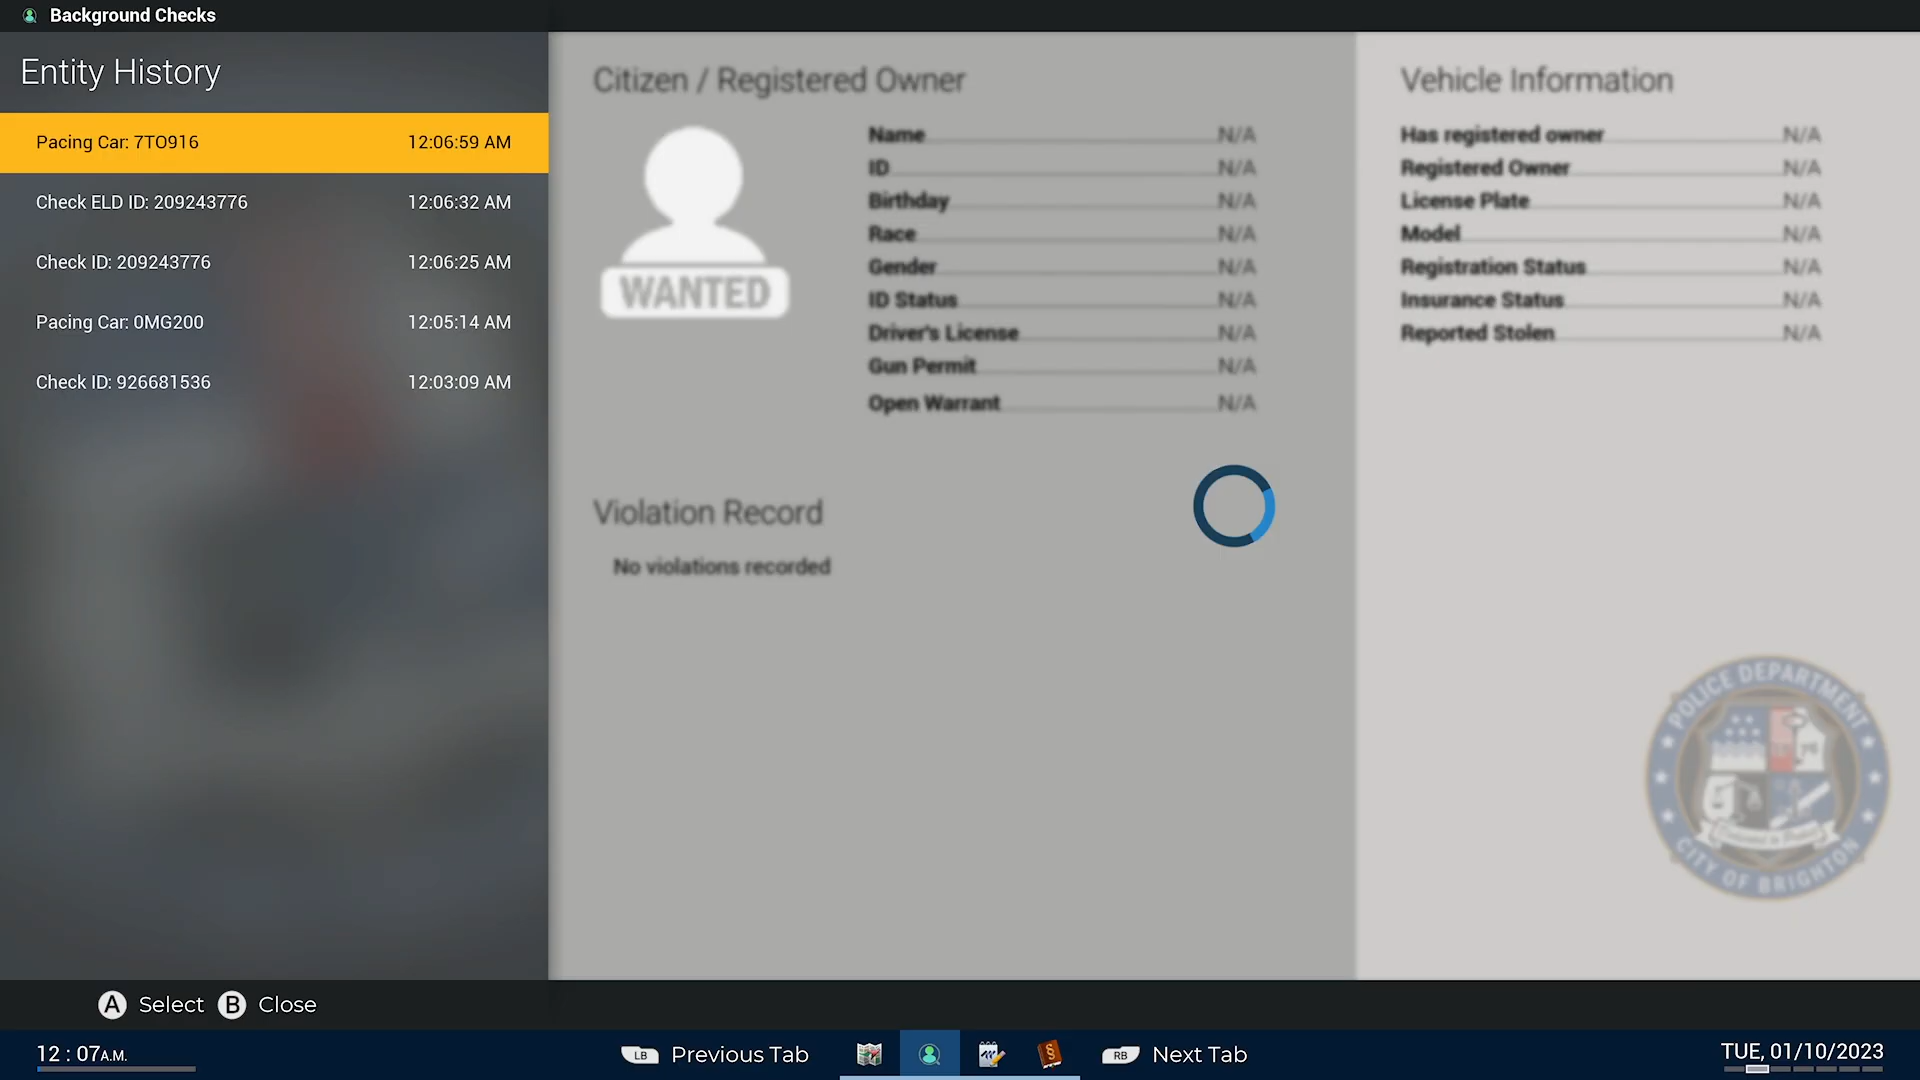 Background Checks
Entity History
Pacing Car: 7TO916 12:06:59 AM
Check ELD ID: 209243776 12:06:32 AM
Check ID: 209243776 12:06:25 AM
Pacing Car: 0MG200 12:05:14 AM
Check ID: 926681536 12:03:09 AM
Citizen / Registered Owner
WANTED
Name N/A
ID N/A
Birthday N/A
Race N/A
Gender N/A
ID Status N/A
Driver's License N/A
Gun Permit N/A
Open Warrant N/A
Violation Record
No violations recorded
Vehicle Information
Has registered owner N/A
Registered Owner N/A
License Plate N/A
Model N/A
Registration Status N/A
Insurance Status N/A
Reported Stolen N/A
POLICE DEPARTMENT
CITY OF BRIGHTON
A Select B Close
12 : 07 A.M.
LB Previous Tab
RB Next Tab
TUE, 01/10/2023